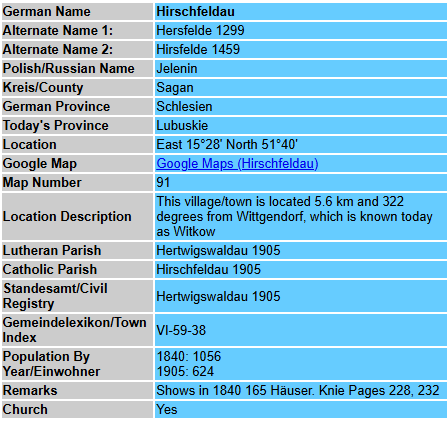 German Name Hirschfeldau
Alternate Name 1: Hersfelde 1299
Alternate Name 2: Hirsfelde 1459
Polish/Russian Name Jelenin
Kreis/County Sagan
German Province Schlesien
Today's Province Lubuskie
Location East 15°28' North 51°40'
Google Map Google Maps (Hirschfeldau)
Map Number 91
Location Description This village/town is located 5.6 km and 322
degrees from Wittgendorf, which is known today
as Witkow
Lutheran Parish Hertwigswaldau 1905
Catholic Parish Hirschfeldau 1905
Standesamt/Civil
Registry Hertwigswaldau 1905
Gemeindelexikon/Town
Index VI-59-38
Population By
Year/Einwohner 1840: 1056
1905: 624
Remarks Shows in 1840 165 Häuser. Knie Pages 228, 232
Church Yes